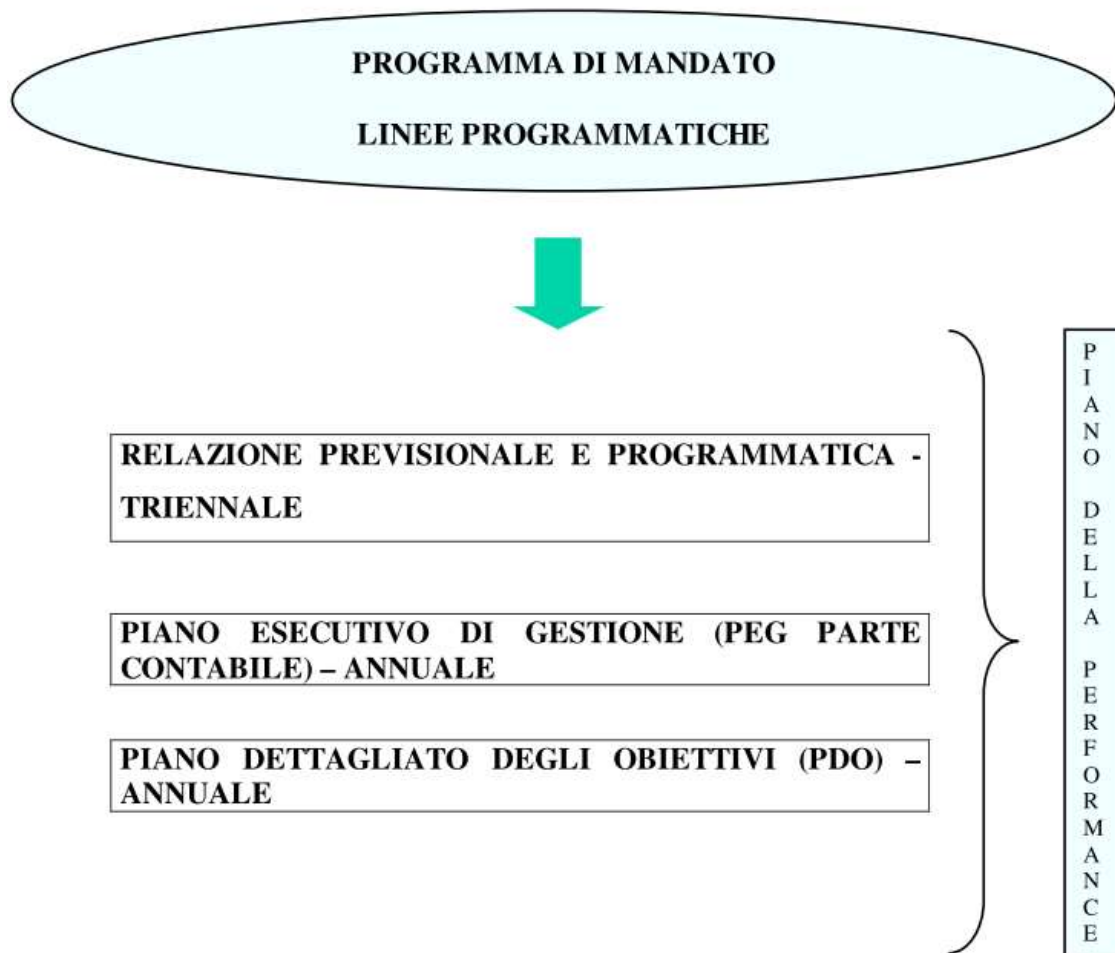 PROGRAMMA DI MANDATO
LINEE PROGRAMMATICHE
RELAZIONE PREVISIONALE E PROGRAMMATICA -
TRIENNALE
PIANO ESECUTIVO DI GESTIONE (PEG PARTE
CONTABILE) – ANNUALE
PIANO DETTAGLIATO DEGLI OBIETTIVI (PDO) –
ANNUALE
PIANO DELLA PERFORMANCE